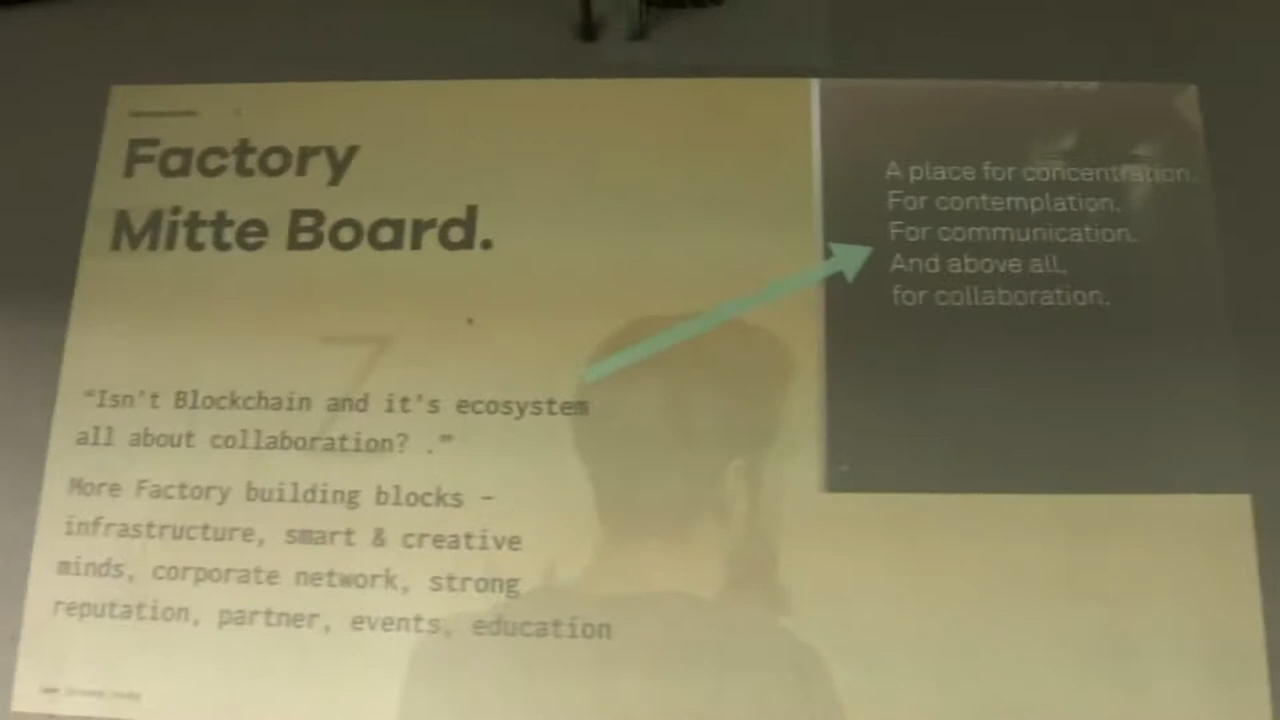 Factory
Mitte Board.
"Isn't Blockchain and it's ecosystem
all about collaboration? ."
More Factory building blocks -
infrastructure, smart & creative
minds, corporate network, strong
reputation, partner, events, education
A place for concentration.
For contemplation.
For communication.
And above all,
for collaboration.